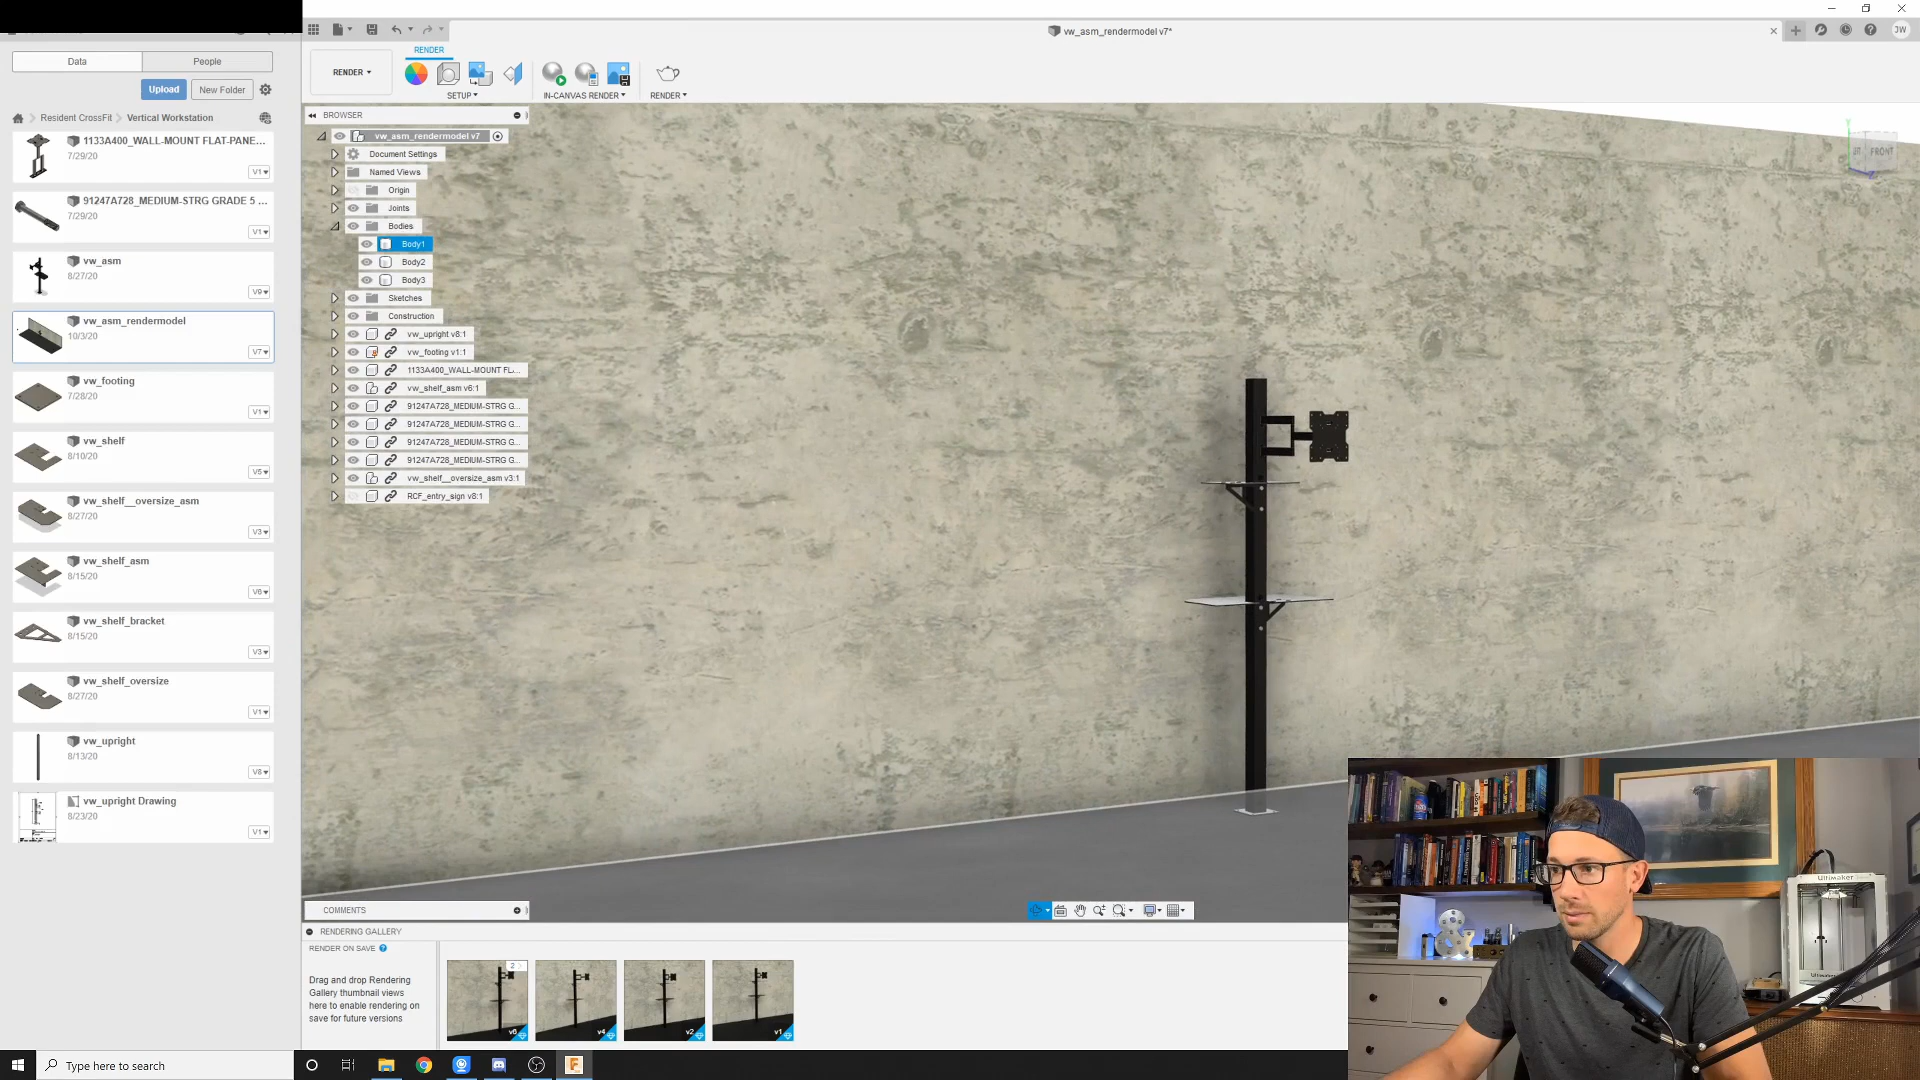 vw_asm_rendermodel v7*
JW
Data
People
Upload
New Folder
Resident CrossFit
Vertical Workstation
1133A400_WALL-MOUNT FLAT-PANE...
7/29/20
V1
91247A728_MEDIUM-STRG GRADE 5 ...
7/29/20
V1
vw_asm
8/27/20
V9
vw_asm_rendermodel
10/3/20
V7
vw_footing
7/28/20
V1
vw_shelf
8/10/20
V5
vw_shelf__oversize_asm
8/27/20
V3
vw_shelf_asm
8/15/20
V6
vw_shelf_bracket
8/15/20
V3
vw_shelf_oversize
8/27/20
V1
vw_upright
8/13/20
V8
vw_upright Drawing
8/23/20
V1
RENDER
RENDER
SETUP
IN-CANVAS RENDER
RENDER
BROWSER
vw_asm_rendermodel v7
Document Settings
Named Views
Origin
Joints
Bodies
Body1
Body2
Body3
Sketches
Construction
vw_upright v8:1
vw_footing v1:1
1133A400_WALL-MOUNT FL...
vw_shelf_asm v6:1
91247A728_MEDIUM-STRG G...
91247A728_MEDIUM-STRG G...
91247A728_MEDIUM-STRG G...
91247A728_MEDIUM-STRG G...
vw_shelf__oversize_asm v3:1
RCF_entry_sign v8:1
FRONT
COMMENTS
RENDERING GALLERY
RENDER ON SAVE
Drag and drop Rendering
Gallery thumbnail views
here to enable rendering on
save for future versions
2
v6
v4
v2
v1
Ultimaker
Type here to search